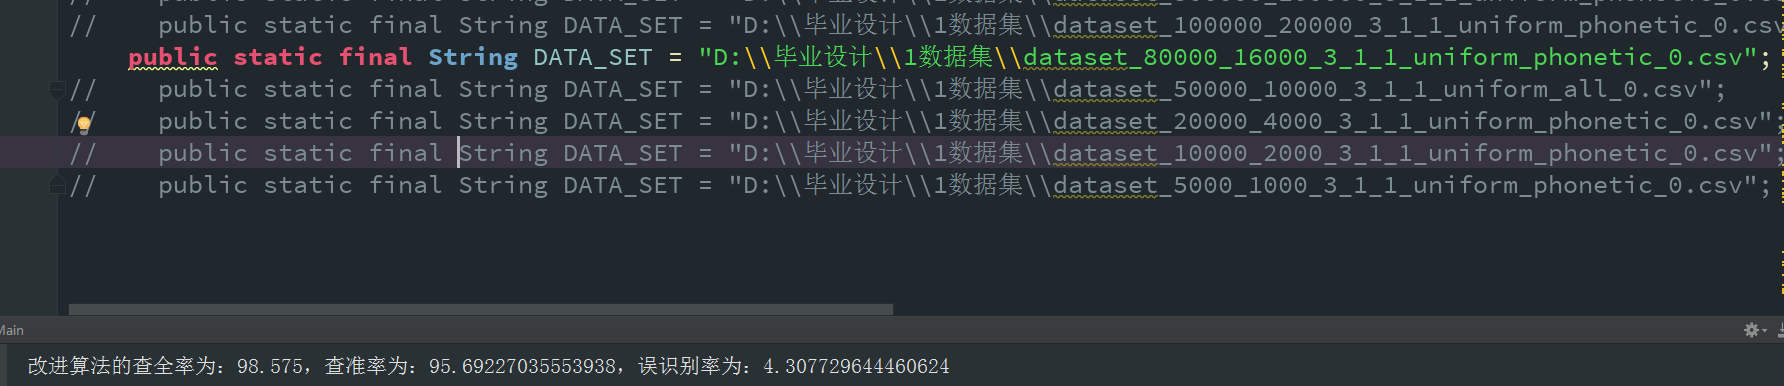 //    public static final String DATA_SET = "D:\\毕业设计\\1数据集\\dataset_100000_20000_3_1_1_uniform_phonetic_0.csv
public static final String DATA_SET = "D:\\毕业设计\\1数据集\\dataset_80000_16000_3_1_1_uniform_phonetic_0.csv";
//    public static final String DATA_SET = "D:\\毕业设计\\1数据集\\dataset_50000_10000_3_1_1_uniform_all_0.csv";
//    public static final String DATA_SET = "D:\\毕业设计\\1数据集\\dataset_20000_4000_3_1_1_uniform_phonetic_0.csv";
//    public static final String DATA_SET = "D:\\毕业设计\\1数据集\\dataset_10000_2000_3_1_1_uniform_phonetic_0.csv";
//    public static final String DATA_SET = "D:\\毕业设计\\1数据集\\dataset_5000_1000_3_1_1_uniform_phonetic_0.csv";
Main
改进算法的查全率为：98.575，查准率为：95.69227035553938，误识别率为：4.307729644460624